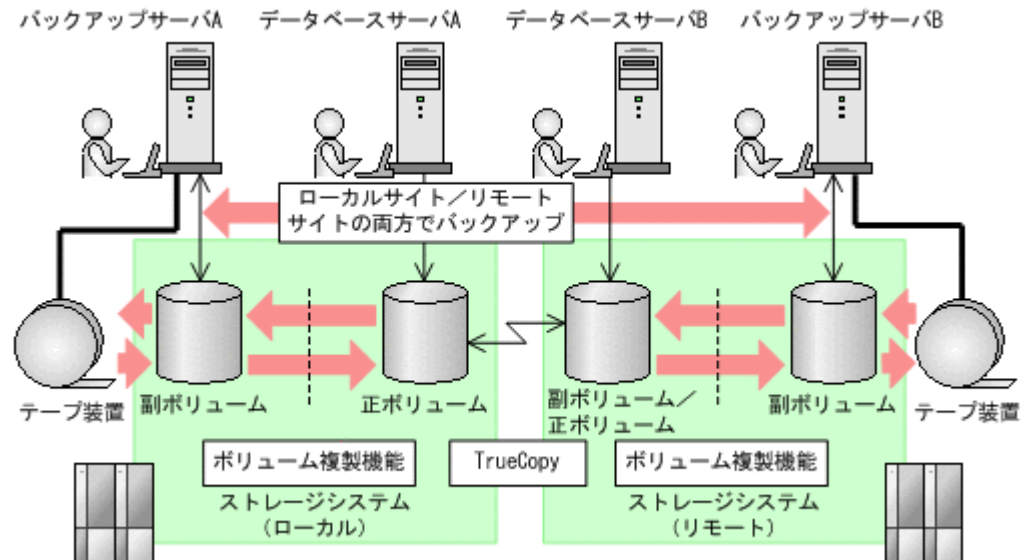 バックアップサーバA
データベースサーバA
データベースサーバB
バックアップサーバB
ローカルサイト／リモート
サイトの両方でバックアップ
テープ装置
副ボリューム
正ボリューム
副ボリューム／
正ボリューム
副ボリューム
テープ装置
ボリューム複製機能
TrueCopy
ボリューム複製機能
ストレージシステム
（ローカル）
ストレージシステム
（リモート）